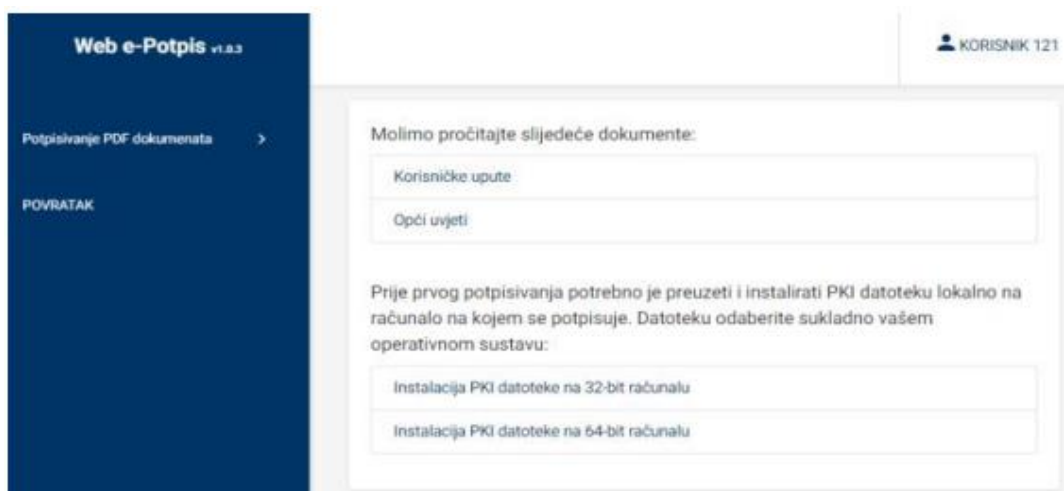 Web e-Potpis v1.0.3
KORISNIK 121
Potpisivanje PDF dokumenata >
POVRATAK
Molimo pročitajte slijedeće dokumente:
Korisničke upute
Opći uvjeti
Prije prvog potpisivanja potrebno je preuzeti i instalirati PKI datoteku lokalno na
računalo na kojem se potpisuje. Datoteku odaberite sukladno vašem
operativnom sustavu:
Instalacija PKI datoteke na 32-bit računalu
Instalacija PKI datoteke na 64-bit računalu